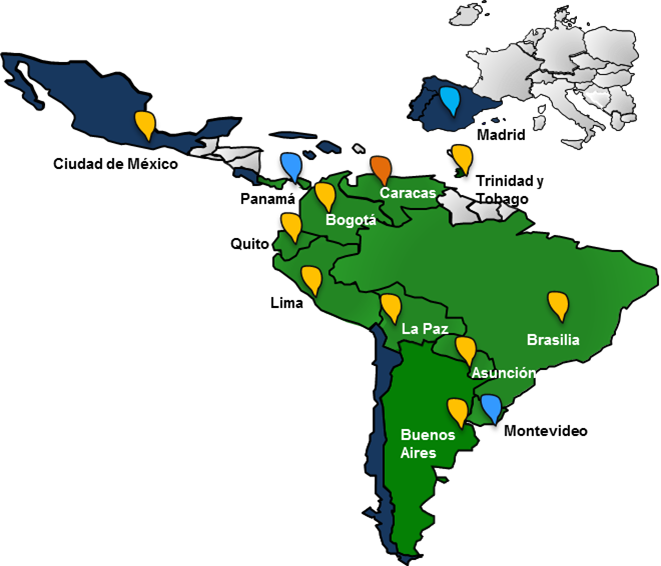 Madrid
Ciudad de México
Trinidad y
Tobago
Panamá
Caracas
Bogotá
Quito
Lima
La Paz
Brasilia
Asunción
Buenos
Aires
Montevideo